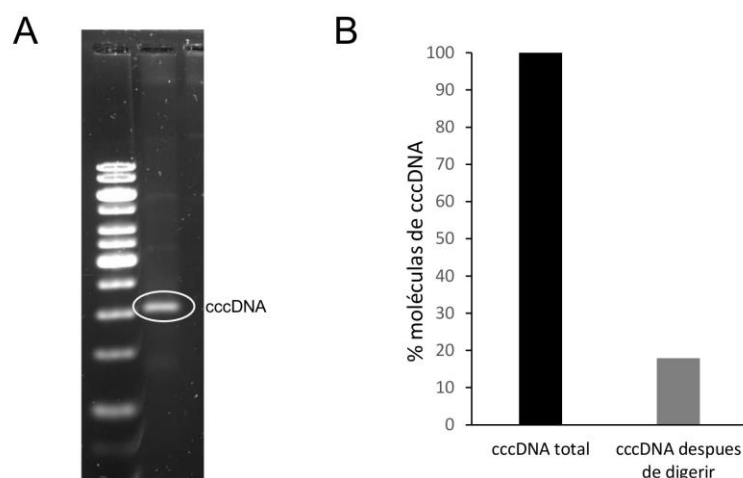 A
cccDNA
B
% moléculas de cccDNA
100
90
80
70
60
50
40
30
20
10
0
cccDNA total
cccDNA despues
de digerir